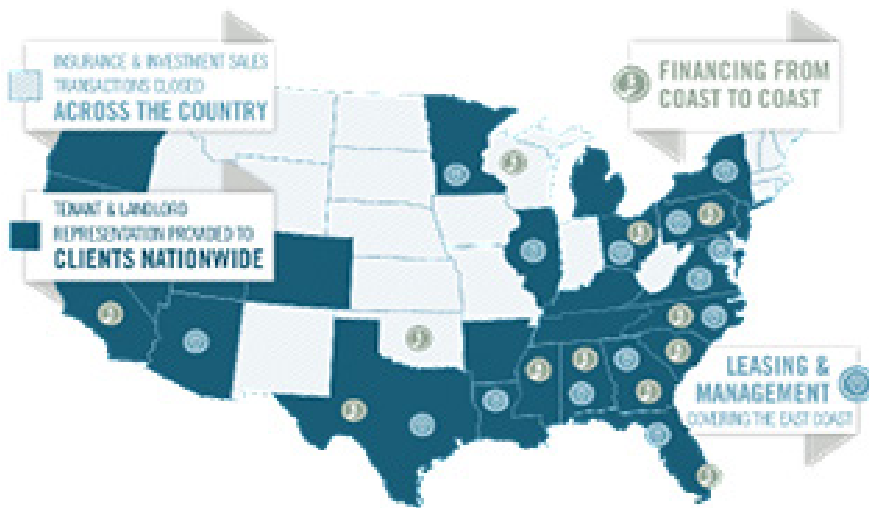 INSURANCE & INVESTMENT SALES
TRANSACTIONS CLOSED
ACROSS THE COUNTRY
FINANCING FROM
COAST TO COAST
TENANT & LANDLORD
REPRESENTATION PROVIDED TO
CLIENTS NATIONWIDE
LEASING &
MANAGEMENT
COVERING THE EAST COAST